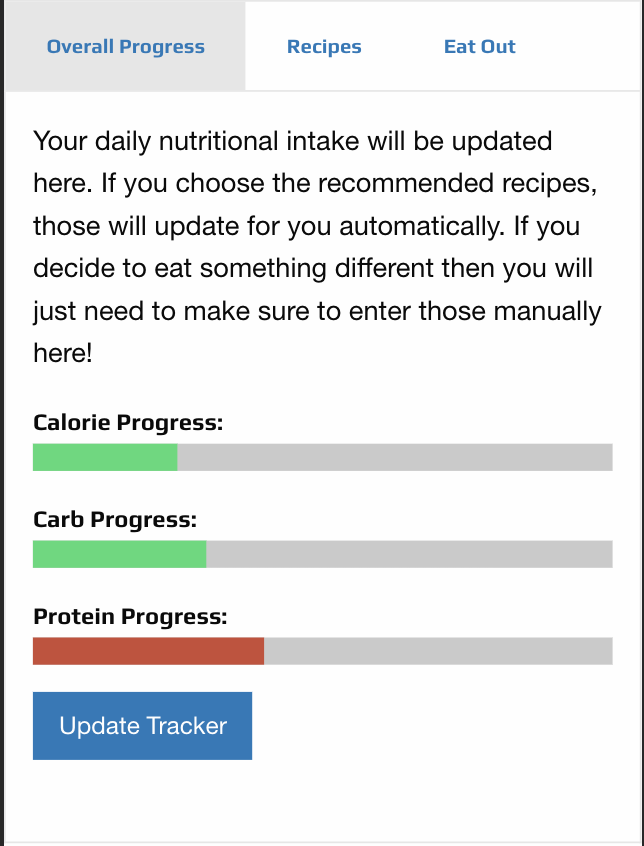 Overall Progress Recipes Eat Out
Your daily nutritional intake will be updated
here. If you choose the recommended recipes,
those will update for you automatically. If you
decide to eat something different then you will
just need to make sure to enter those manually
here!
Calorie Progress:
Carb Progress:
Protein Progress:
Update Tracker